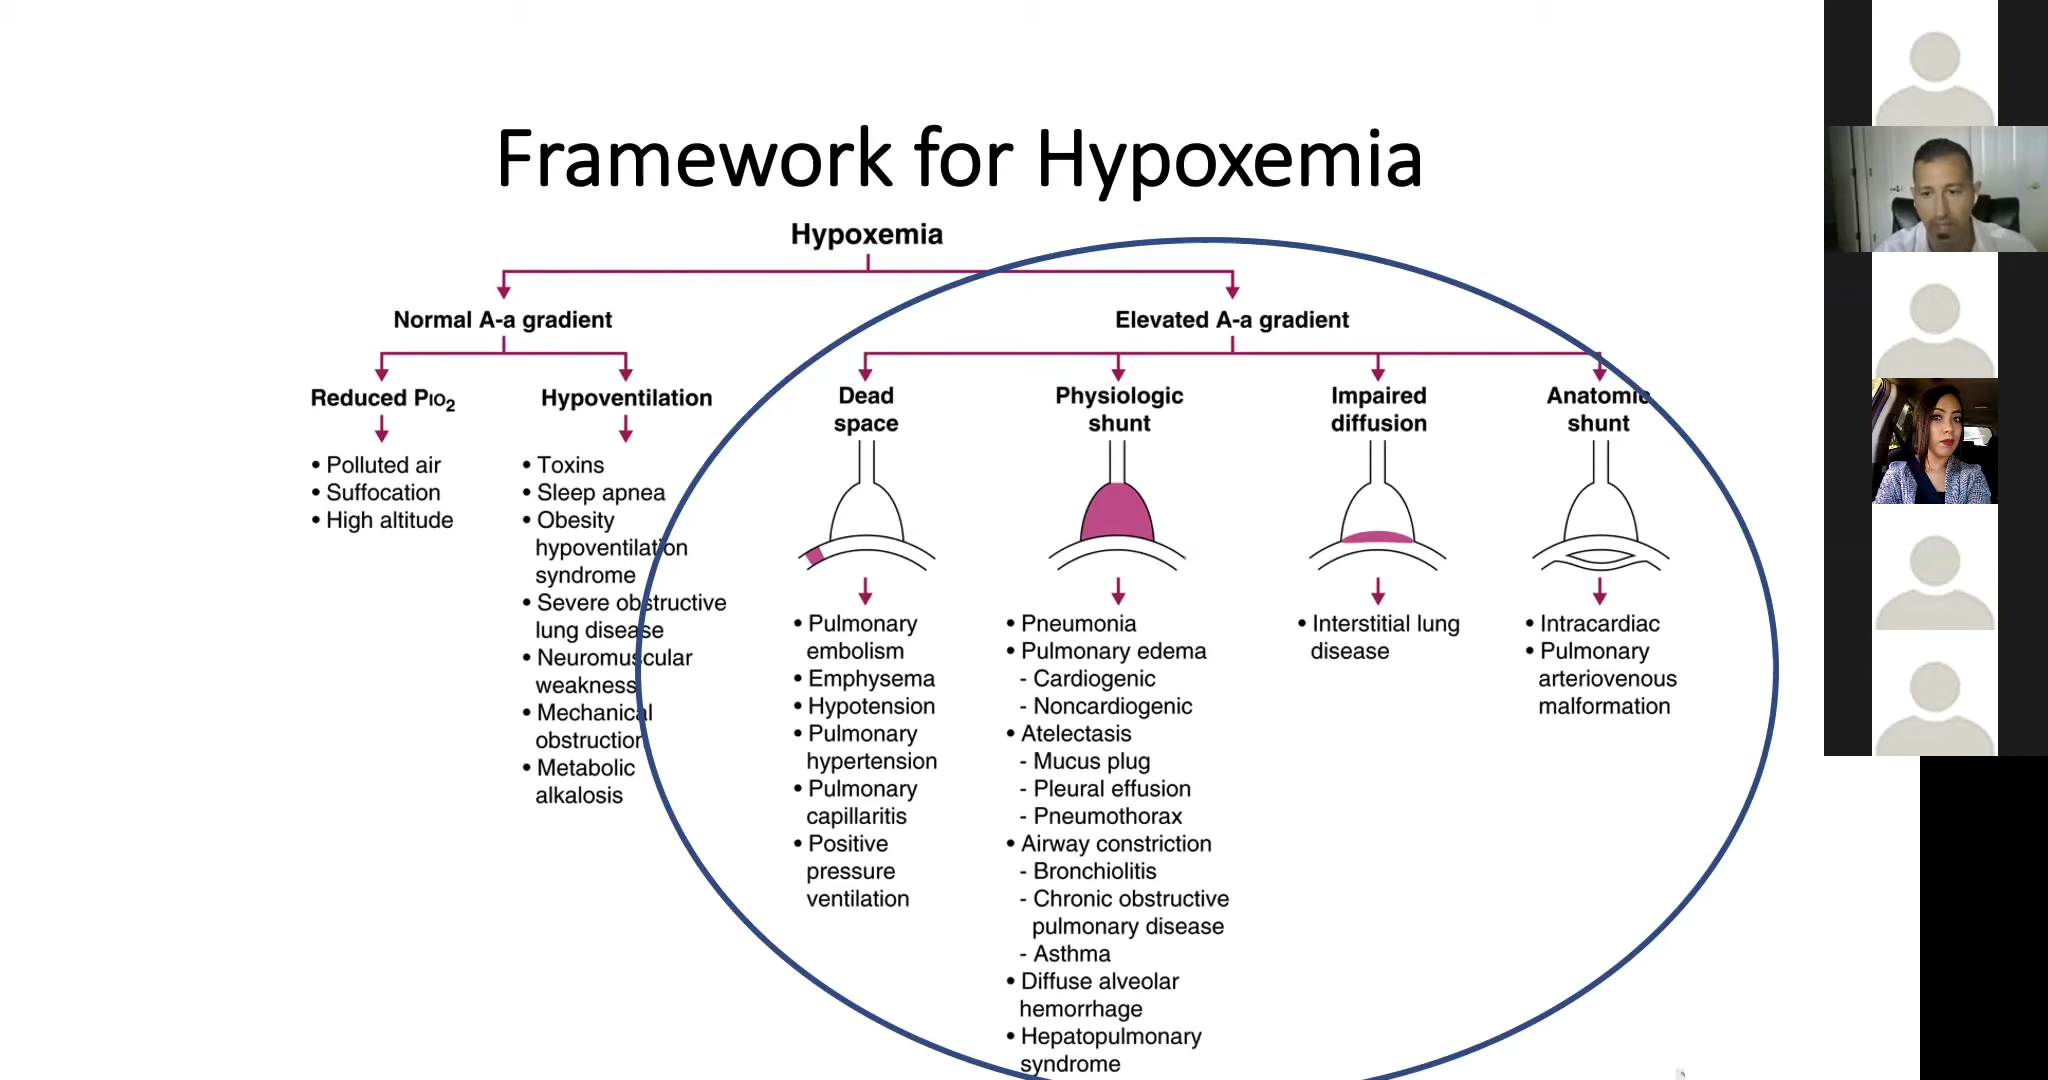 Framework for Hypoxemia
Hypoxemia
Normal A-a gradient
Elevated A-a gradient
Reduced PIO2
• Polluted air
• Suffocation
• High altitude
Hypoventilation
• Toxins
• Sleep apnea
• Obesity
hypoventilation
syndrome
• Severe obstructive
lung disease
• Neuromuscular
weakness
• Mechanical
obstruction
• Metabolic
alkalosis
Dead
space
• Pulmonary
embolism
• Emphysema
• Hypotension
• Pulmonary
hypertension
• Pulmonary
capillaritis
• Positive
pressure
ventilation
Physiologic
shunt
• Pneumonia
• Pulmonary edema
- Cardiogenic
- Noncardiogenic
• Atelectasis
- Mucus plug
- Pleural effusion
- Pneumothorax
• Airway constriction
- Bronchiolitis
- Chronic obstructive
pulmonary disease
- Asthma
• Diffuse alveolar
hemorrhage
• Hepatopulmonary
syndrome
Impaired
diffusion
• Interstitial lung
disease
Anatomic
shunt
• Intracardiac
• Pulmonary
arteriovenous
malformation